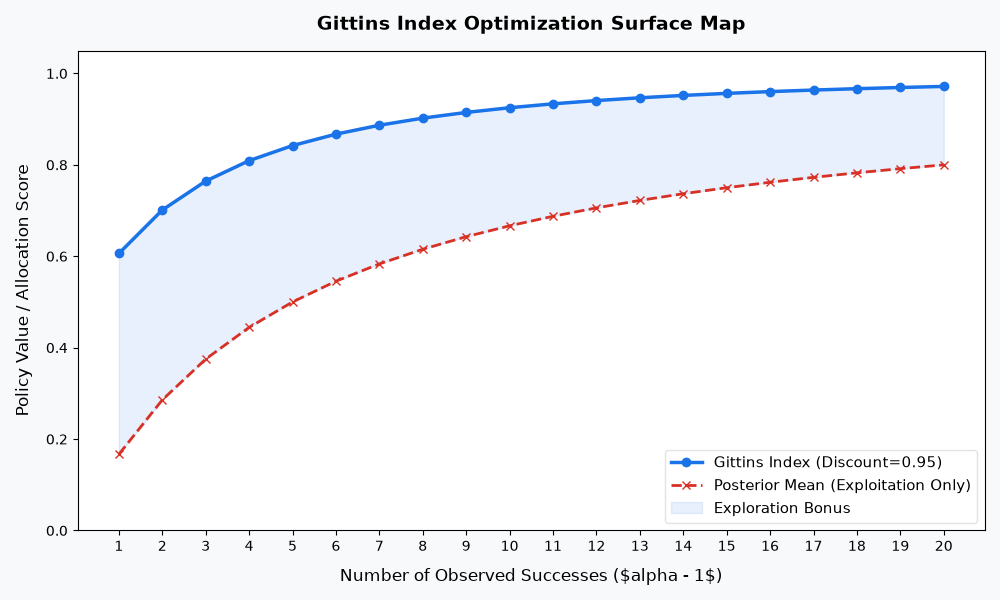 Gittins Index Optimization Surface Map
Policy Value / Allocation Score
1.0
0.8
0.6
0.4
0.2
0.0
Gittins Index (Discount=0.95)
Posterior Mean (Exploitation Only)
Exploration Bonus
1 2 3 4 5 6 7 8 9 10 11 12 13 14 15 16 17 18 19 20
Number of Observed Successes ($alpha - 1$)